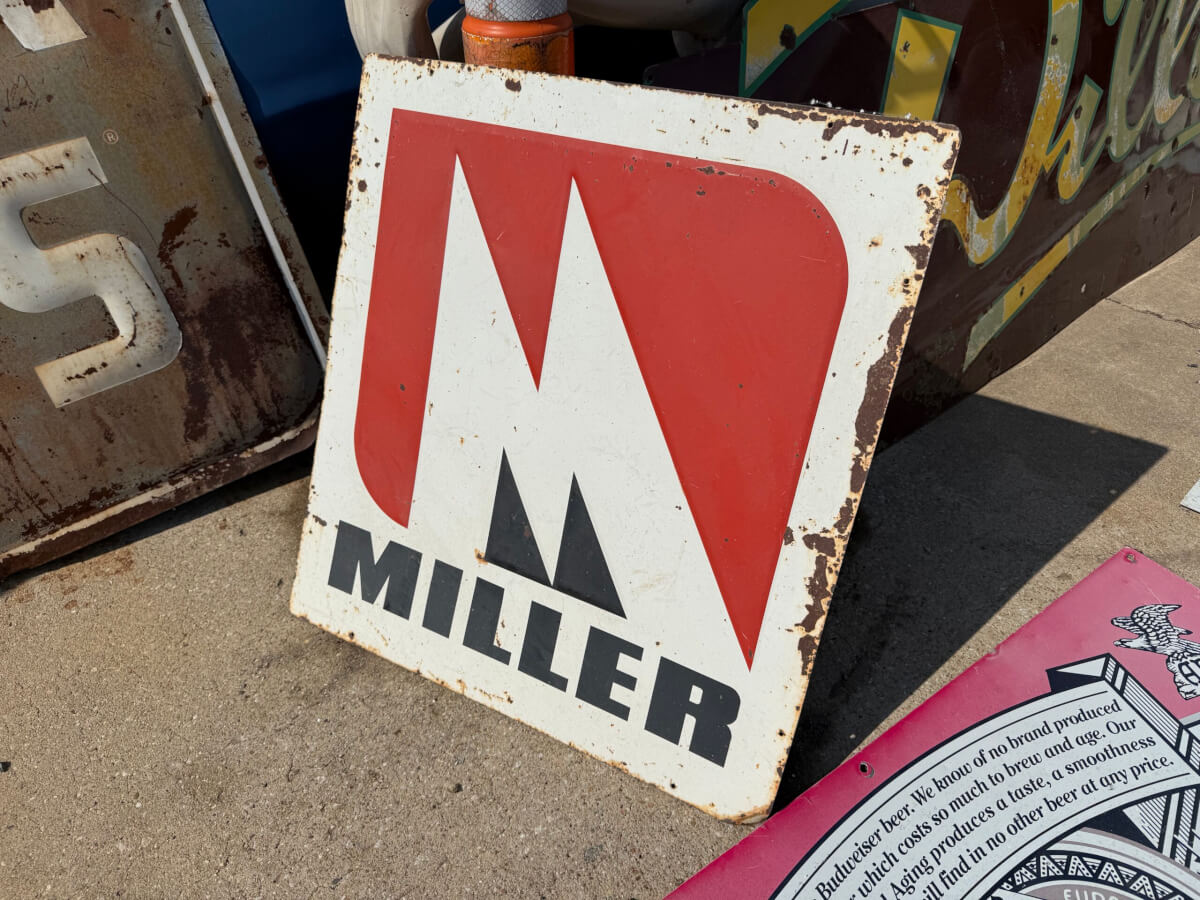 5
®
MILLER
Budweiser beer. We know of no brand produced
which costs so much to brew and age. Our
Aging produces a taste, a smoothness
find in no other beer at any price.